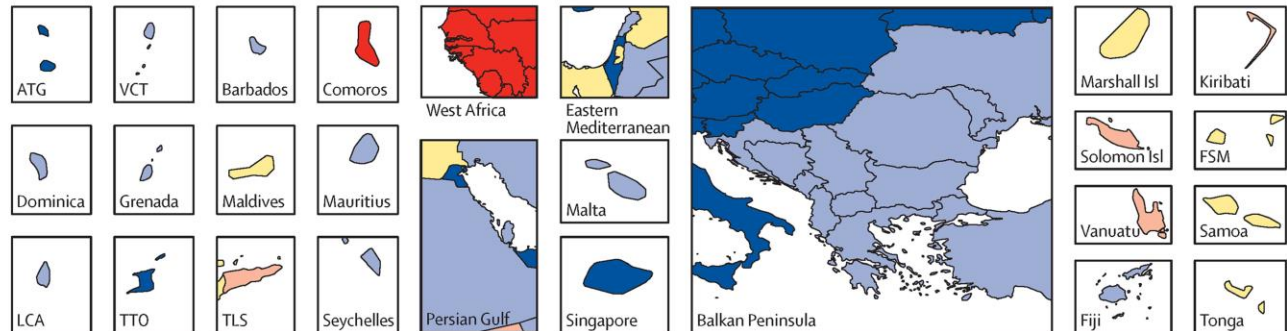 ATG
VCT
Barbados
Comoros
West Africa
Eastern
Mediterranean
Marshall Isl
Kiribati
Dominica
Grenada
Maldives
Mauritius
Malta
Solomon Isl
FSM
Vanuatu
Samoa
LCA
TTO
TLS
Seychelles
Persian Gulf
Singapore
Balkan Peninsula
Fiji
Tonga